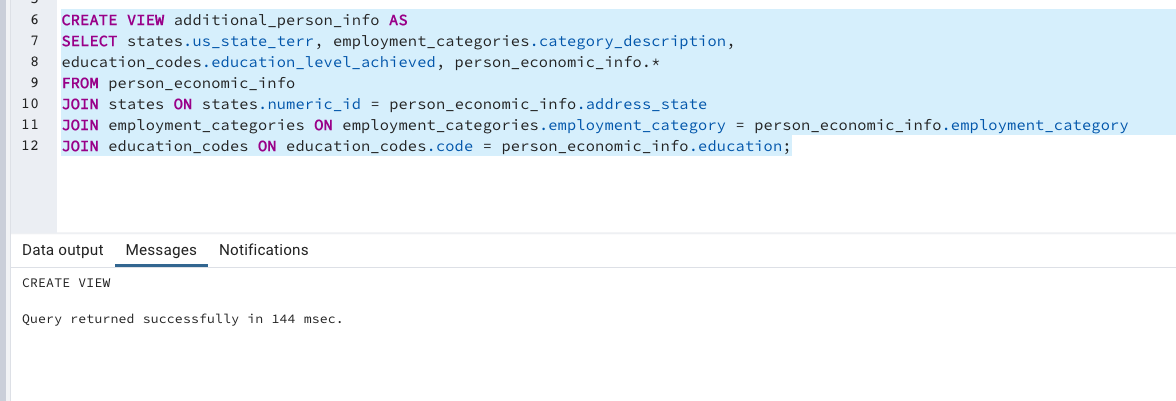 6 CREATE VIEW additional_person_info AS
7 SELECT states.us_state_terr, employment_categories.category_description,
8 education_codes.education_level_achieved, person_economic_info.*
9 FROM person_economic_info
10 JOIN states ON states.numeric_id = person_economic_info.address_state
11 JOIN employment_categories ON employment_categories.employment_category = person_economic_info.employment_category
12 JOIN education_codes ON education_codes.code = person_economic_info.education;
Data output Messages Notifications
CREATE VIEW
Query returned successfully in 144 msec.